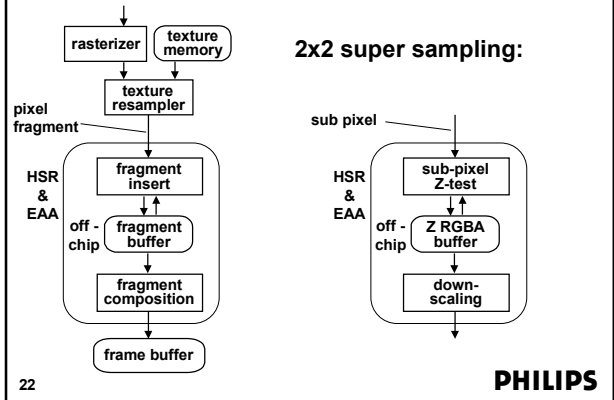 rasterizer
texture
memory
2x2 super sampling:
texture
resampler
pixel
fragment
HSR
&
EAA
fragment
insert
off -
chip
fragment
buffer
fragment
composition
frame buffer
sub pixel
HSR
&
EAA
sub-pixel
Z-test
off -
chip
Z RGBA
buffer
down-
scaling
22
PHILIPS